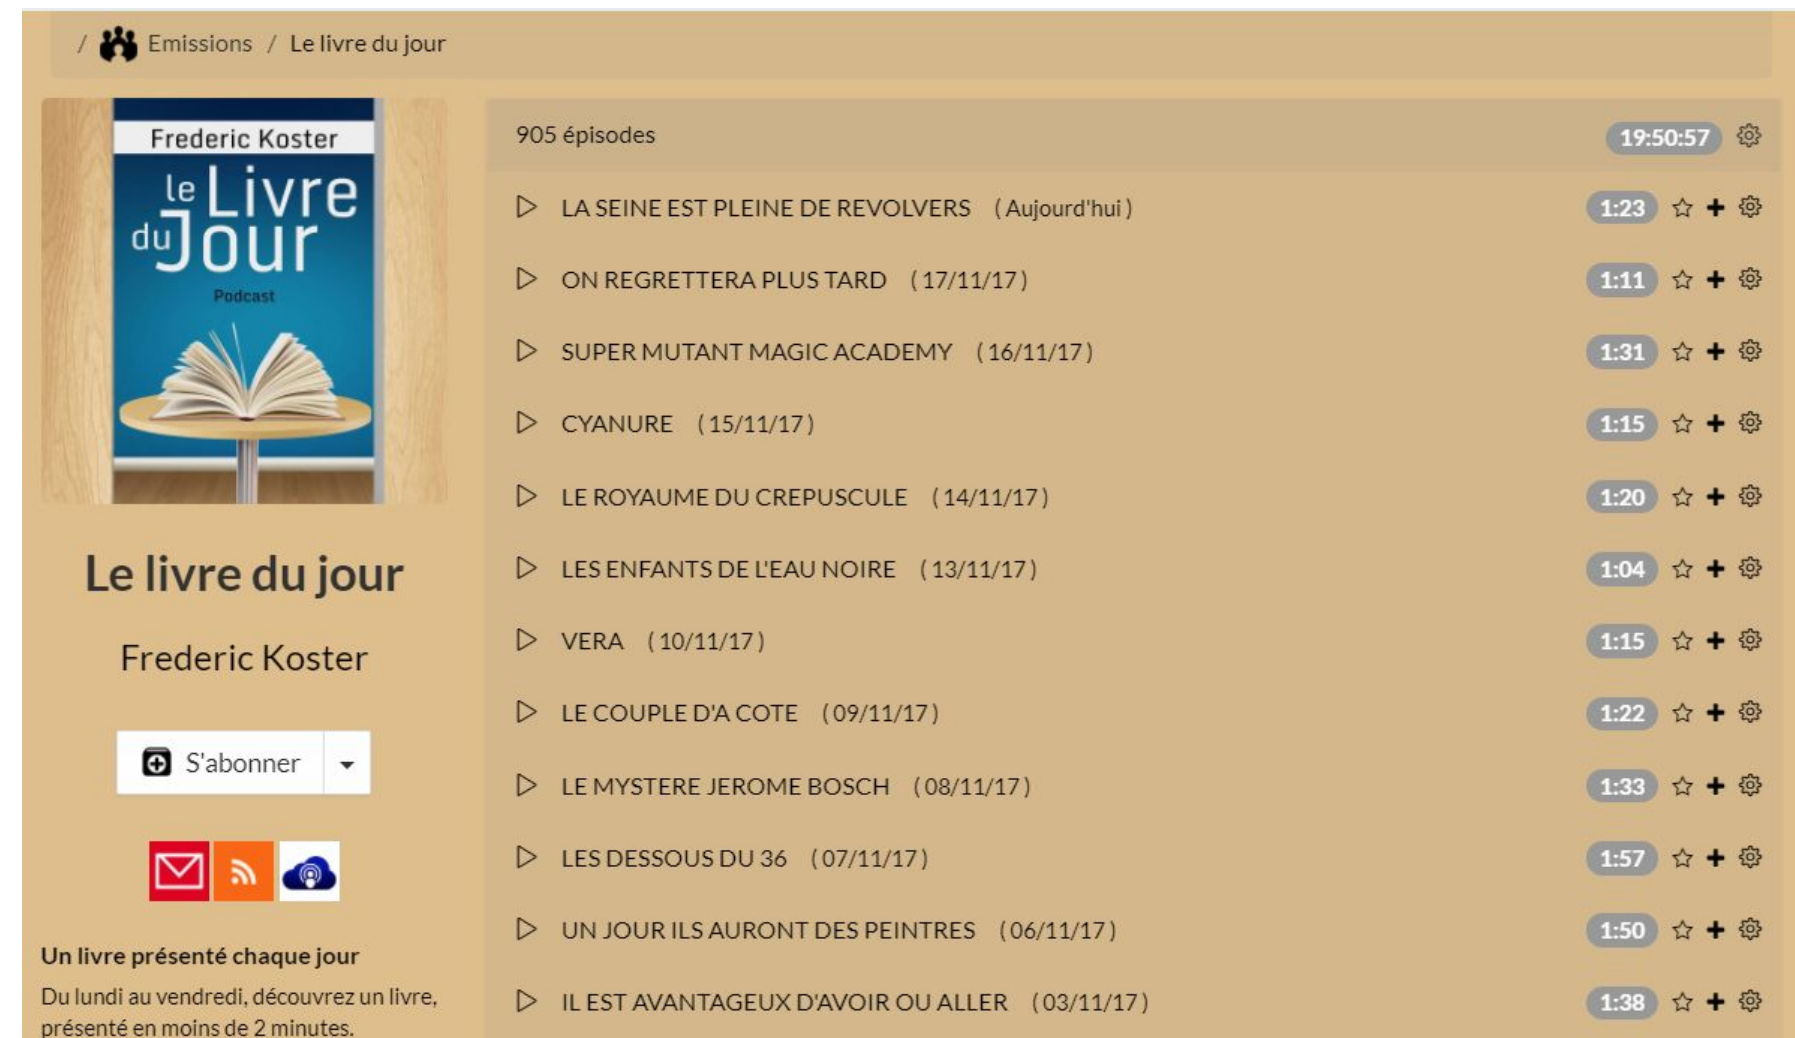 / Emissions / Le livre du jour
Frederic Koster
le Livre
du Jour
Podcast
Le livre du jour
Frederic Koster
S'abonner
Un livre présenté chaque jour
Du lundi au vendredi, découvrez un livre,
présenté en moins de 2 minutes.
905 épisodes 19:50:57
LA SEINE EST PLEINE DE REVOLVERS (Aujourd'hui) 1:23
ON REGRETTERA PLUS TARD (17/11/17) 1:11
SUPER MUTANT MAGIC ACADEMY (16/11/17) 1:31
CYANURE (15/11/17) 1:15
LE ROYAUME DU CREPUSCULE (14/11/17) 1:20
LES ENFANTS DE L'EAU NOIRE (13/11/17) 1:04
VERA (10/11/17) 1:15
LE COUPLE D'A COTE (09/11/17) 1:22
LE MYSTERE JEROME BOSCH (08/11/17) 1:33
LES DESSOUS DU 36 (07/11/17) 1:57
UN JOUR ILS AURONT DES PEINTRES (06/11/17) 1:50
IL EST AVANTAGEUX D'AVOIR OU ALLER (03/11/17) 1:38